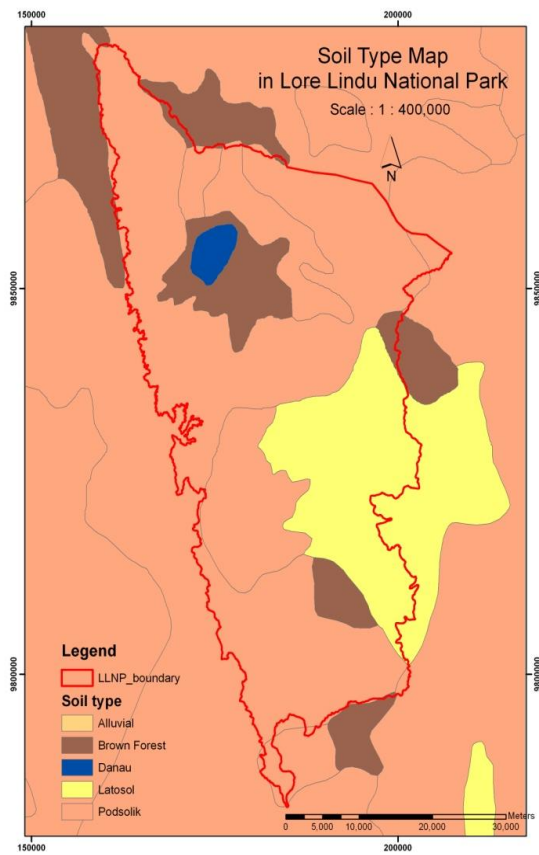 150000
200000
Soil Type Map
in Lore Lindu National Park
Scale : 1 : 400,000
N
9850000
9850000
9800000
9800000
Legend
LLNP_boundary
Soil type
Alluvial
Brown Forest
Danau
Latosol
Podsolik
Meters
0
5,000
10,000
20,000
30,000
150000
200000